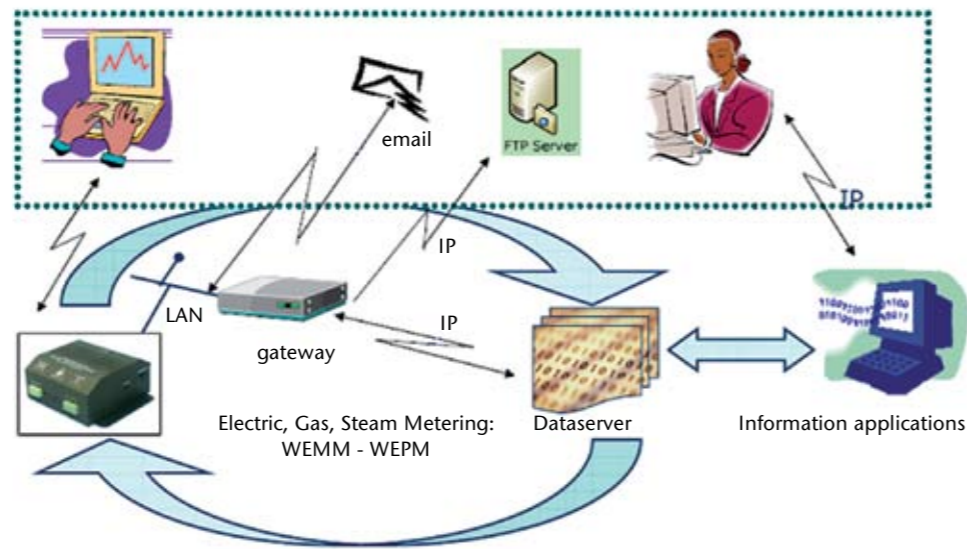 email
FTP Server
IP
IP
LAN
IP
gateway
Electric, Gas, Steam Metering:
WEMM - WEPM
Dataserver
Information applications